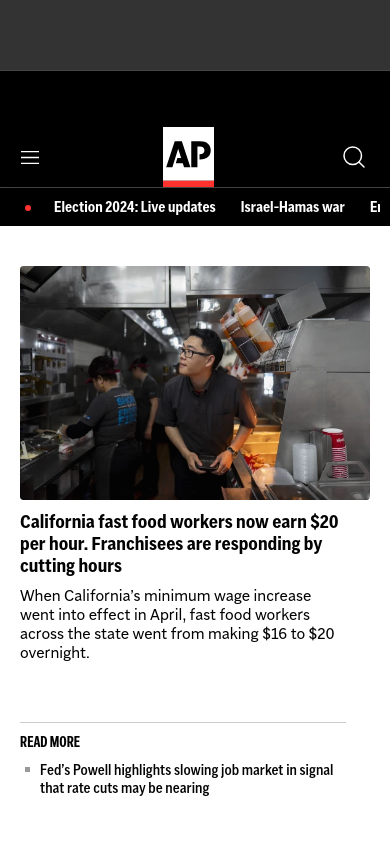 AP
Election 2024: Live updates Israel-Hamas war
California fast food workers now earn $20
per hour. Franchisees are responding by
cutting hours
When California’s minimum wage increase
went into effect in April, fast food workers
across the state went from making $16 to $20
overnight.
READ MORE
Fed’s Powell highlights slowing job market in signal
that rate cuts may be nearing